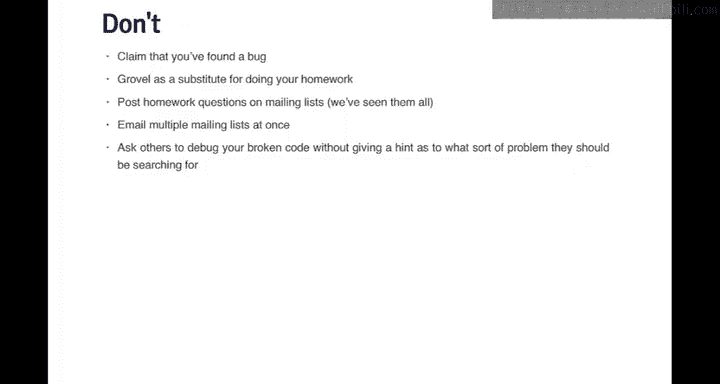 Don't
· Claim that you've found a bug
· Grovel as a substitute for doing your homework
· Post homework questions on mailing lists (we've seen them all)
· Email multiple mailing lists at once
· Ask others to debug your broken code without giving a hint as to what sort of problem they should
be searching for